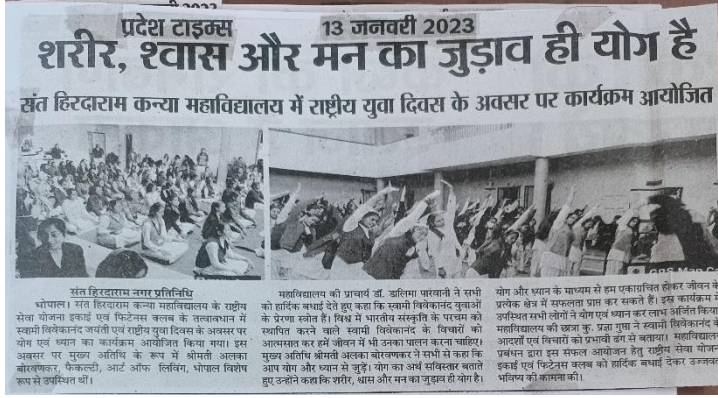 प्रदेश टाइम्स 13 जनवरी 2023
शरीर, श्वास और मन का जुड़ाव ही योग है
संत हिरदाराम कन्या महाविद्यालय में राष्ट्रीय युवा दिवस के अवसर पर कार्यक्रम आयोजित
संत हिरदाराम नगर प्रतिनिधि
भोपाल। संत हिरदाराम कन्या महाविद्यालय के राष्ट्रीय
सेवा योजना इकाई एवं फिटेनस क्लब के तत्वावधान में
स्वामी विवेकानंद जयंती एवं राष्ट्रीय युवा दिवस के अवसर पर
योग एवं ध्यान का कार्यक्रम आयोजित किया गया। इस
अवसर पर मुख्य अतिथि के रूप में श्रीमती अलका
बोरवणकर, फैकल्टी, आर्ट ऑफ लिविंग, भोपाल विशेष
रूप से उपस्थित थीं।
महाविद्यालय की प्राचार्य डॉ. डालिमा पारवानी ने सभी
को हार्दिक बधाई देते हुए कहा कि स्वामी विवेकानंद युवाओं
के प्रेरणा स्त्रोत है। विश्व में भारतीय संस्कृति के परचम को
स्थापित करने वाले स्वामी विवेकानंद के विचारों को
आत्मसात कर हमें जीवन में भी उनका पालन करना चाहिए।
मुख्य अतिथि श्रीमती अलका बोरवणकर ने सभी से कहा कि
आप योग और ध्यान से जुड़ें। योग का अर्थ सविस्तार बताते
हुए उन्होंने कहा कि शरीर, श्वास और मन का जुड़ाव ही योग है।
योग और ध्यान के माध्यम से हम एकाग्रचित होकर जीवन के
प्रत्येक क्षेत्र में सफलता प्राप्त कर सकते हैं। इस कार्यक्रम में
उपस्थित सभी लोगों ने योग एवं ध्यान कर लाभ अर्जित किया।
महाविद्यालय की छात्रा कु. प्रज्ञा गुप्ता ने स्वामी विवेकानंद के
आदर्शों एवं विचारों को प्रभावी ढंग से बताया। महाविद्यालय
प्रबंधन द्वारा इस सफल आयोजन हेतु राष्ट्रीय सेवा योजना
इकाई एवं फिटेनस क्लब को हार्दिक बधाई देकर उज्जवल
भविष्य की कामना की।